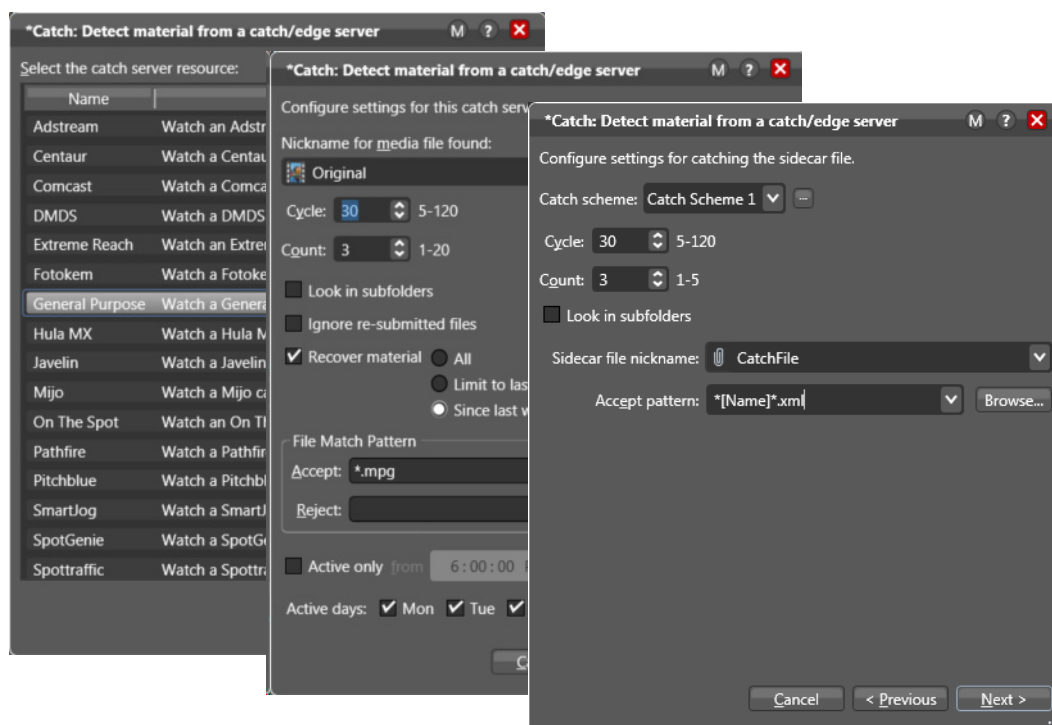 *Catch: Detect material from a catch/edge server M ?
Select the catch server resource:
Name
Adstream Watch an Adstr
Centaur Watch a Centau
Comcast Watch a Comca
DMDS Watch a DMDS
Extreme Reach Watch an Extre
Fotokem Watch a Fotoke
General Purpose Watch a Genera
Hula MX Watch a Hula M
Javelin Watch a Javelin
Mijo Watch a Mijo ca
On The Spot Watch an On Th
Pathfire Watch a Pathfir
Pitchblue Watch a Pitchbl
SmartJog Watch a SmartJ
SpotGenie Watch a SpotGe
Spottraffic Watch a Spottra
*Catch: Detect material from a catch/edge server M ?
Configure settings for this catch serv
Nickname for media file found:
Original
Cycle: 30 5-120
Count: 3 1-20
Look in subfolders
Ignore re-submitted files
Recover material All
Limit to las
Since last w
File Match Pattern
Accept: *.mpg
Reject:
Active only from 6:00:00
Active days: Mon Tue
C
*Catch: Detect material from a catch/edge server M ?
Configure settings for catching the sidecar file.
Catch scheme: Catch Scheme 1 ...
Cycle: 30 5-120
Count: 3 1-5
Look in subfolders
Sidecar file nickname: CatchFile
Accept pattern: *[Name]*.xml Browse...
Cancel < Previous Next >